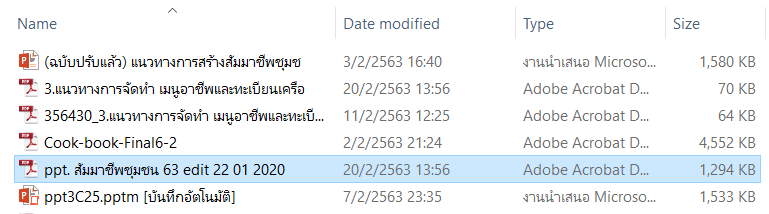 Name Date modified Type Size
(ฉบับปรับแล้ว) แนวทางการสร้างสัมมาชีพชุมช 3/2/2563 16:40 งานนำเสนอ Microso... 1,580 KB
3.แนวทางการจัดทำ เมนูอาชีพและทะเบียนเครือ 20/2/2563 13:56 Adobe Acrobat D... 70 KB
356430_3.แนวทางการจัดทำ เมนูอาชีพและทะเบี... 11/2/2563 12:25 Adobe Acrobat D... 64 KB
Cook-book-Final6-2 2/2/2563 21:24 Adobe Acrobat D... 4,552 KB
ppt. สัมมาชีพชุมชน 63 edit 22 01 2020 20/2/2563 13:56 Adobe Acrobat D... 1,294 KB
ppt3C25.pptm [บันทึกอัตโนมัติ] 7/2/2563 23:35 งานนำเสนอ Microso... 1,533 KB